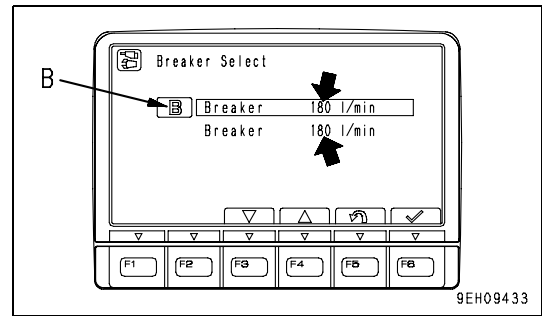 Breaker Select
B
B Breaker 180 l/min
Breaker 180 l/min
F1 F2 F3 F4 F5 F6
9EH09433